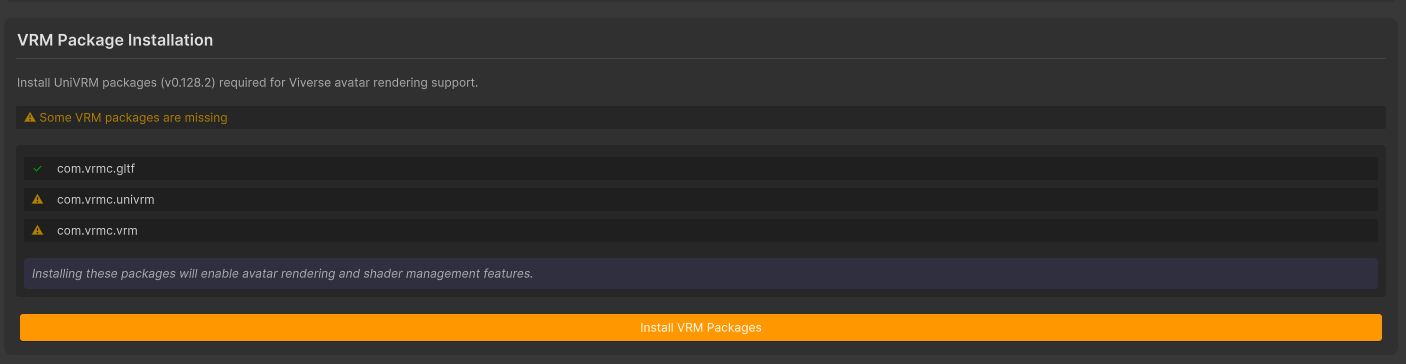 VRM Package Installation
Install UniVRM packages (v0.128.2) required for Viverse avatar rendering support.
Some VRM packages are missing
com.vrmc.gltf
com.vrmc.univrm
com.vrmc.vrm
Installing these packages will enable avatar rendering and shader management features.
Install VRM Packages